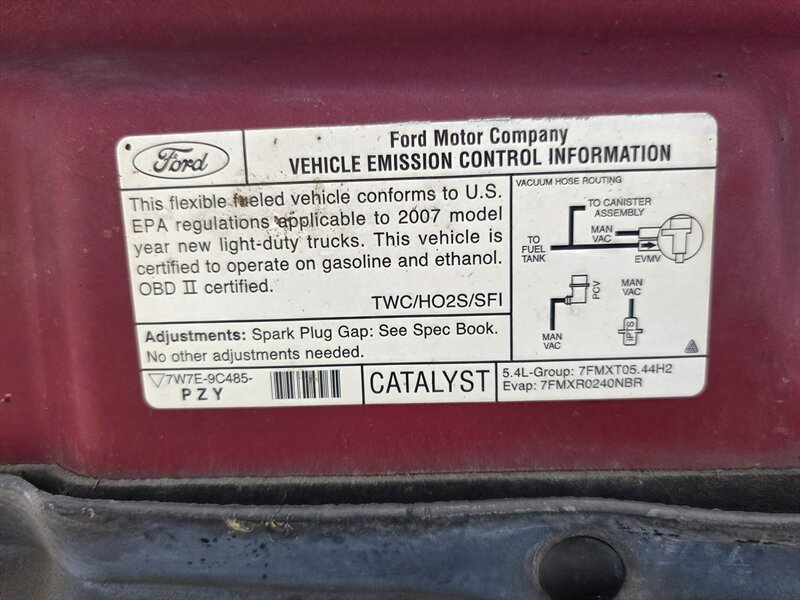 Ford
Ford Motor Company
VEHICLE EMISSION CONTROL INFORMATION
This flexible fueled vehicle conforms to U.S.
EPA regulations applicable to 2007 model
year new light-duty trucks. This vehicle is
certified to operate on gasoline and ethanol.
OBD II certified.
TWC/HO2S/SFI
Adjustments: Spark Plug Gap: See Spec Book.
No other adjustments needed.
VACUUM HOSE ROUTING
TO CANISTER
ASSEMBLY
MAN
VAC
TO
FUEL
TANK
EVMV
PCV
MAN
VAC
MAN
VAC
IPTS
7W7E-9C485-
PZY
CATALYST
5.4L-Group: 7FMXT05.44H2
Evap: 7FMXR0240NBR